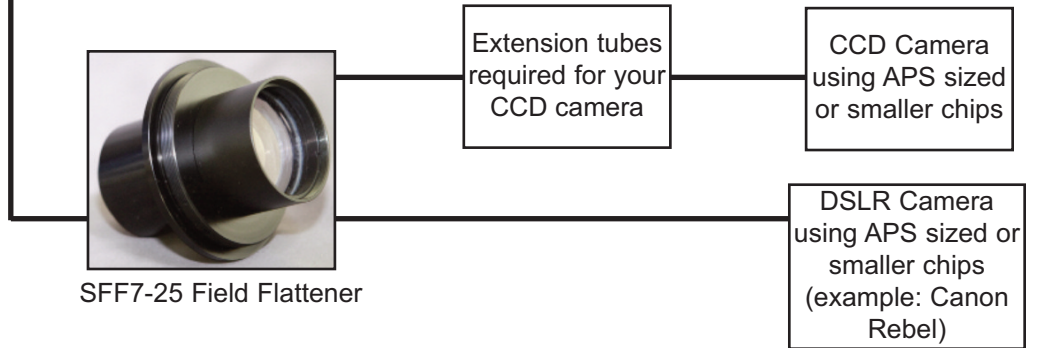 Extension tubes
required for your
CCD camera
CCD Camera
using APS sized
or smaller chips
SFF7-25 Field Flattener
DSLR Camera
using APS sized or
smaller chips
(example: Canon
Rebel)